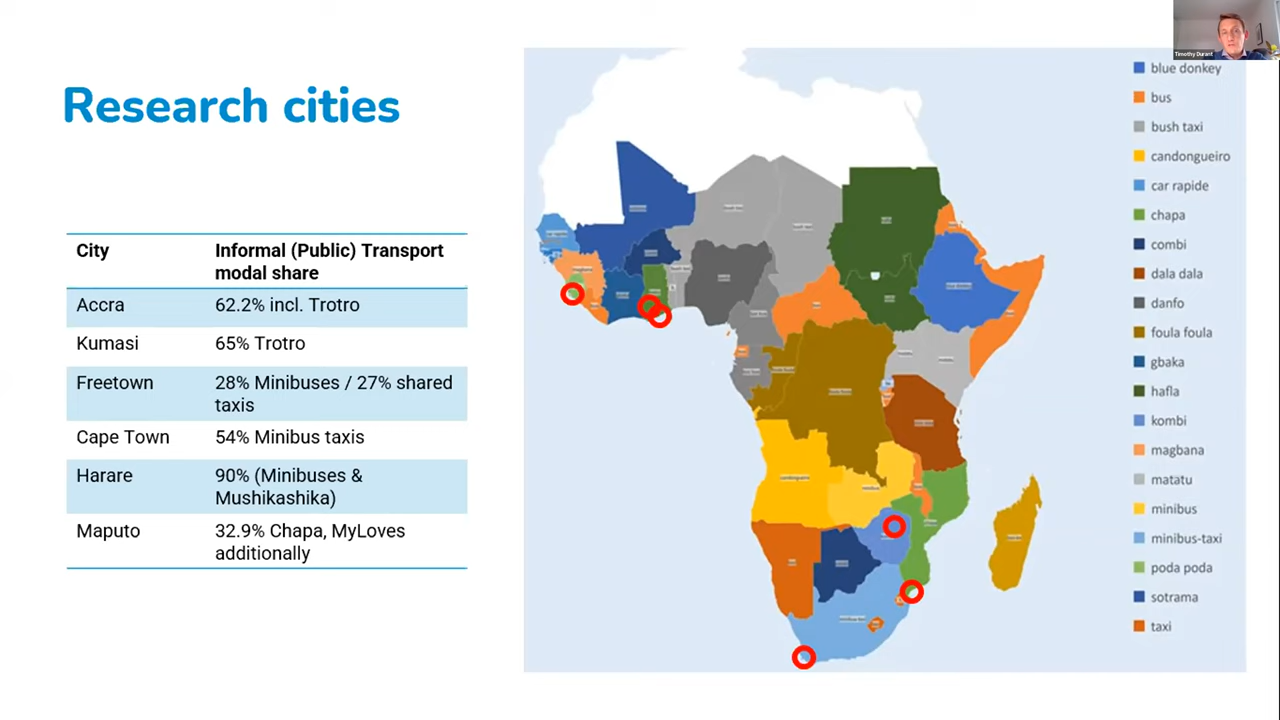 Timothy Durant
Research cities
City Informal (Public) Transport
modal share
Accra 62.2% incl. Trotro
Kumasi 65% Trotro
Freetown 28% Minibuses / 27% shared
taxis
Cape Town 54% Minibus taxis
Harare 90% (Minibuses &
Mushikashika)
Maputo 32.9% Chapa, MyLoves
additionally
blue donkey
bus
bush taxi
candongueiro
car rapide
chapa
combi
dala dala
danfo
foula foula
gbaka
hafla
kombi
magbana
matatu
minibus
minibus-taxi
poda poda
sotrama
taxi